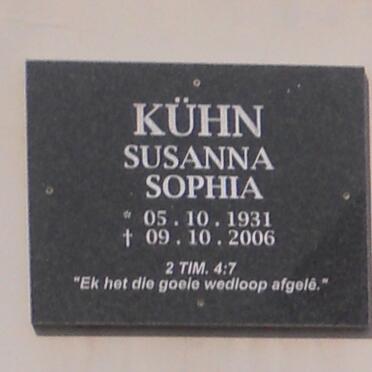 KÜHN
SUSANNA
SOPHIA
* 05 . 10 . 1931
† 09 . 10 . 2006
2 TIM. 4:7
"Ek het die goeie wedloop afgelê."